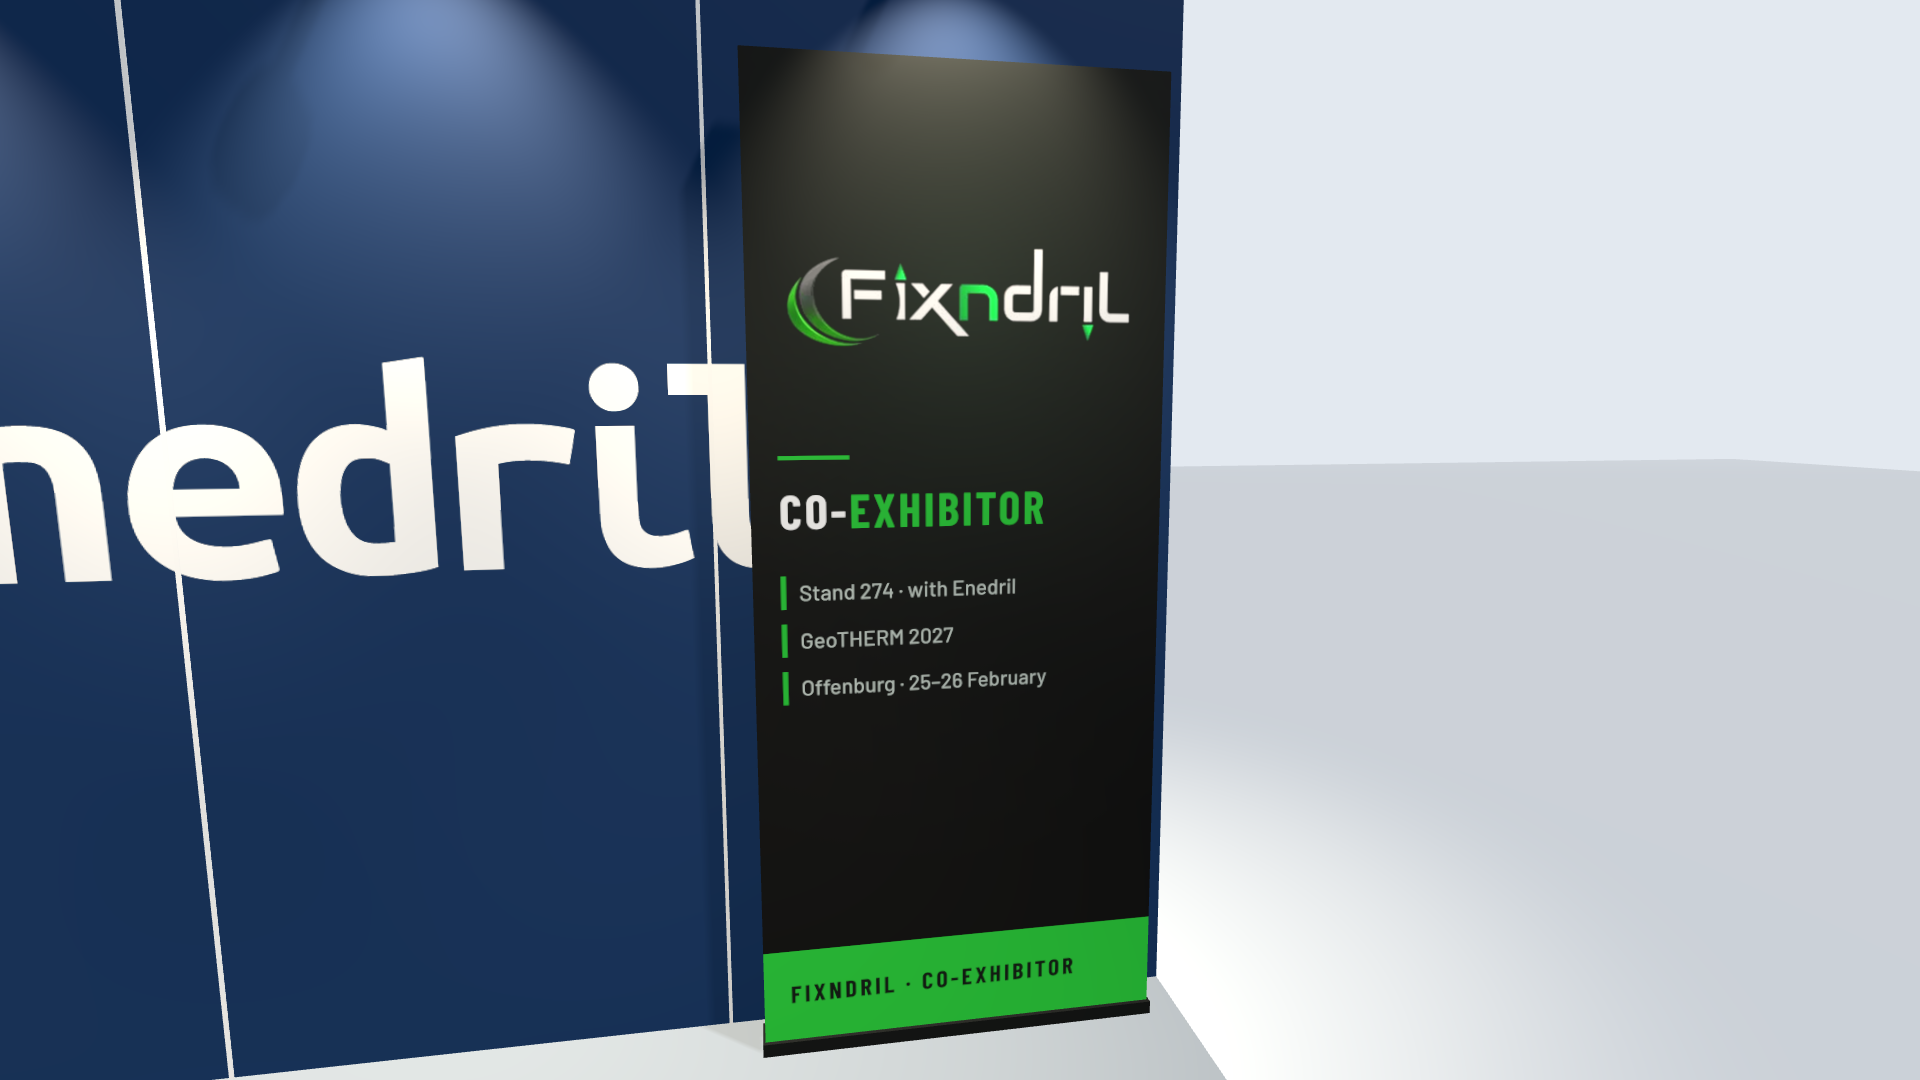 nedril
Fixndril
CO-EXHIBITOR
Stand 274 · with Enedril
GeoTHERM 2027
Offenburg · 25–26 February
FIXNDRIL · CO-EXHIBITOR